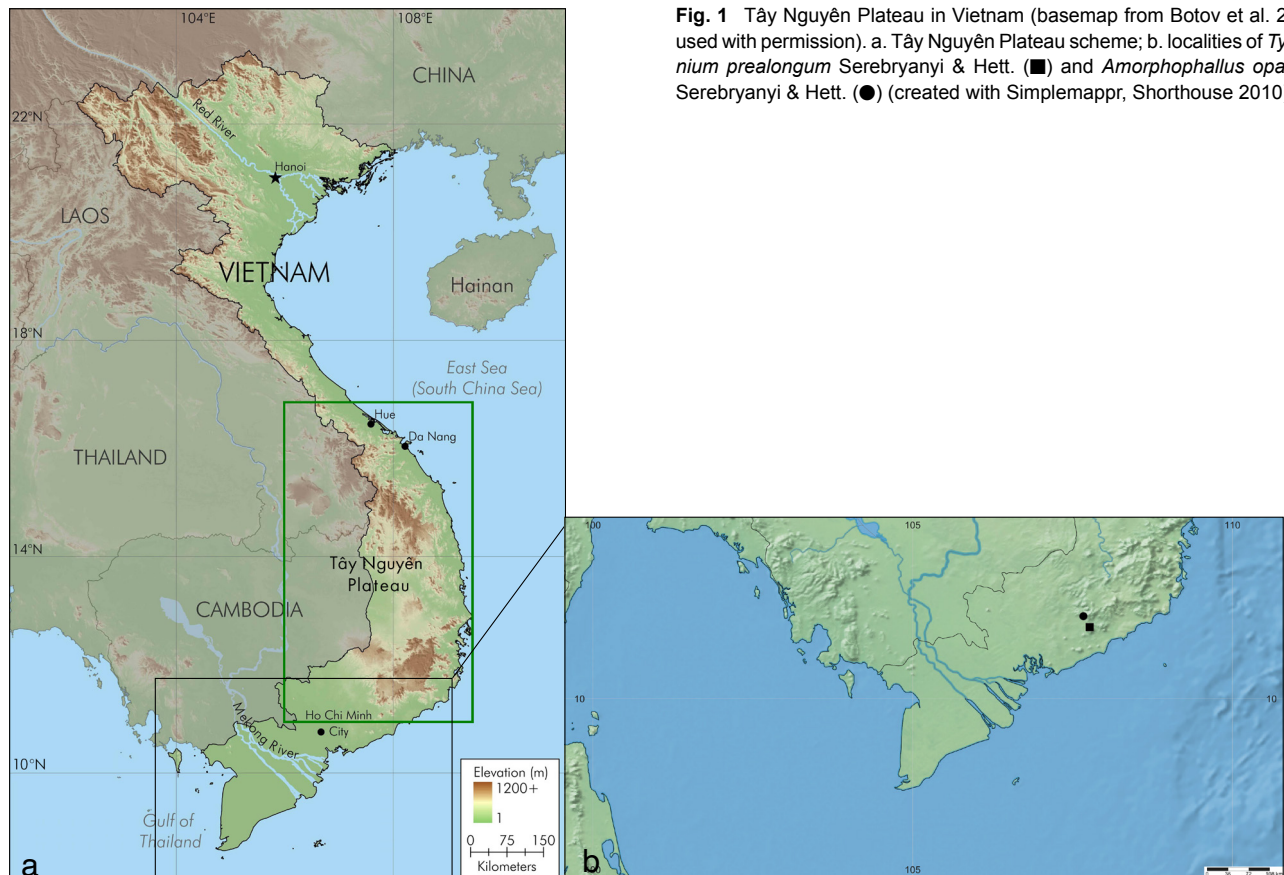 104°E
108°E
CHINA
22°N
Red River
Hanoi
LAOS
VIETNAM
Hainan
18°N
East Sea
(South China Sea)
Hue
Da Nang
THAILAND
14°N
Tây Nguyên
Plateau
CAMBODIA
Ho Chi Minh
City
Mekong River
10°N
Gulf of
Thailand
Elevation (m)
1200+
1
0 75 150
Kilometers
a
Fig. 1 Tây Nguyên Plateau in Vietnam (basemap from Botov et al. 2
used with permission). a. Tây Nguyên Plateau scheme; b. localities of Ty
nium prealongum Serebryanyi & Hett. (■) and Amorphophallus opa
Serebryanyi & Hett. (●) (created with Simplemappr, Shorthouse 2010
100
105
110
10
10
b
105